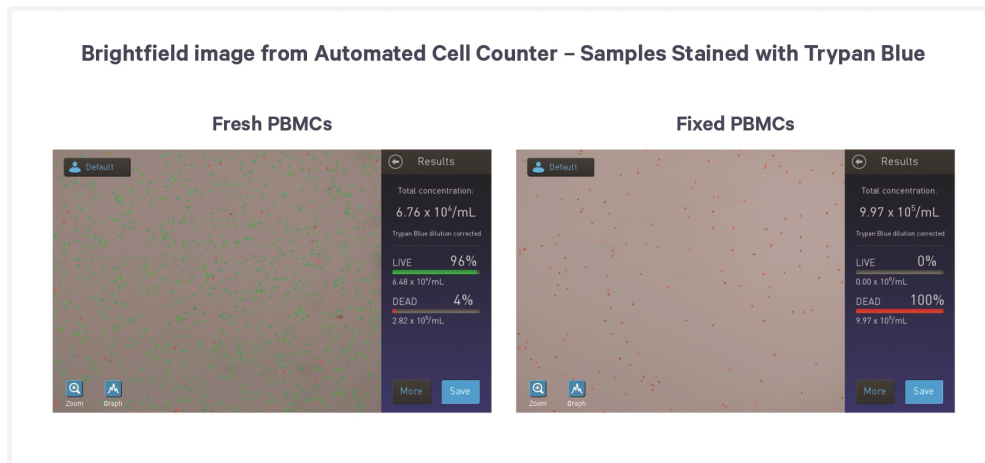 Brightfield image from Automated Cell Counter – Samples Stained with Trypan Blue
Fresh PBMCs
Default
Results
Total concentration:
6.76 x 10⁶/mL
Trypan Blue dilution corrected
LIVE 96%
6.48 x 10⁶/mL
DEAD 4%
2.82 x 10⁵/mL
Zoom
Graph
More
Save
Fixed PBMCs
Default
Results
Total concentration:
9.97 x 10⁵/mL
Trypan Blue dilution corrected
LIVE 0%
0.00 x 10⁰/mL
DEAD 100%
9.97 x 10⁵/mL
Zoom
Graph
More
Save